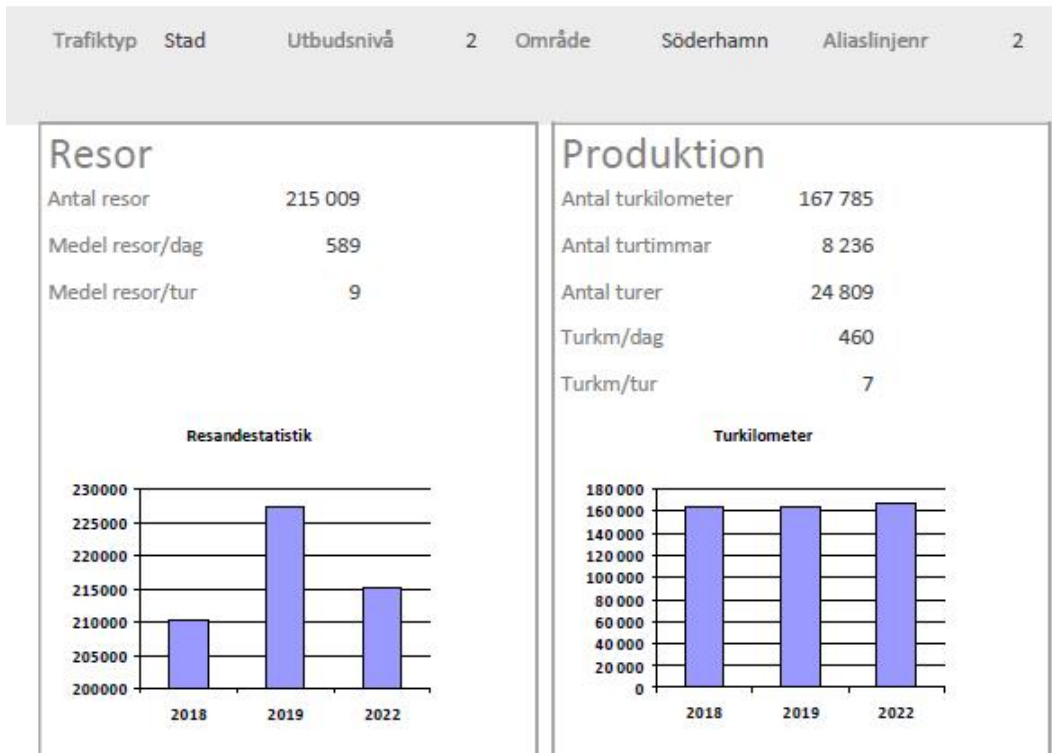 Trafiktyp Stad Utbudsnivå 2 Område Söderhamn Aliaslinjenr 2
Resor
Antal resor 215 009
Medel resor/dag 589
Medel resor/tur 9
Resandestatistik
230000
225000
220000
215000
210000
205000
200000
2018 2019 2022
Produktion
Antal turkilometer 167 785
Antal turtimmar 8 236
Antal turer 24 809
Turkm/dag 460
Turkm/tur 7
Turkilometer
180 000
160 000
140 000
120 000
100 000
80 000
60 000
40 000
20 000
0
2018 2019 2022